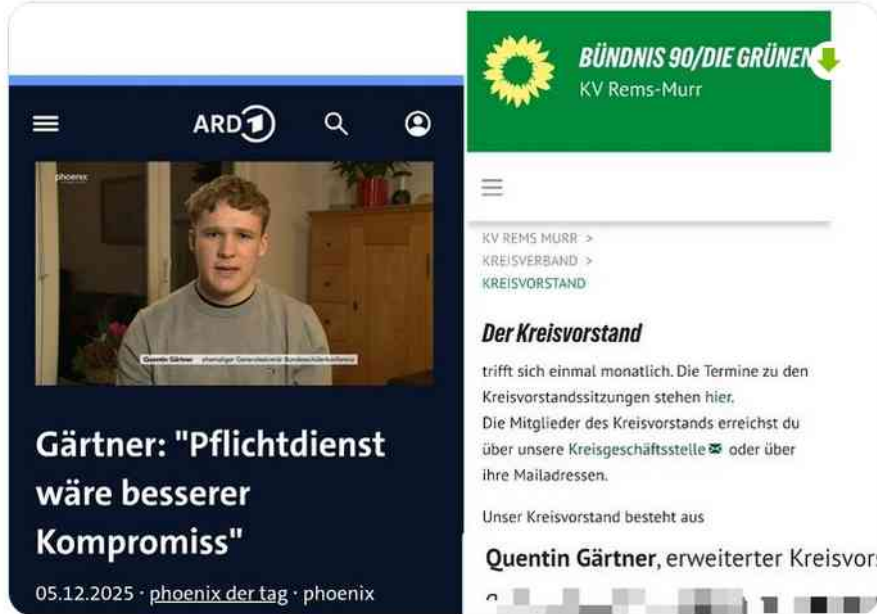 ARD 1
phoenix
Quentin Gärtner ehemaliger Generalsekretär Bundesschülerkonferenz
Gärtner: "Pflichtdienst
wäre besserer
Kompromiss"
05.12.2025 · phoenix der tag · phoenix
BÜNDNIS 90/DIE GRÜNEN
KV Rems-Murr
KV REMS MURR >
KREISVERBAND >
KREISVORSTAND
Der Kreisvorstand
trifft sich einmal monatlich. Die Termine zu den
Kreisvorstandssitzungen stehen hier.
Die Mitglieder des Kreisvorstands erreichst du
über unsere Kreisgeschäftsstelle oder über
ihre Mailadressen.
Unser Kreisvorstand besteht aus
Quentin Gärtner, erweiterter Kreisvors